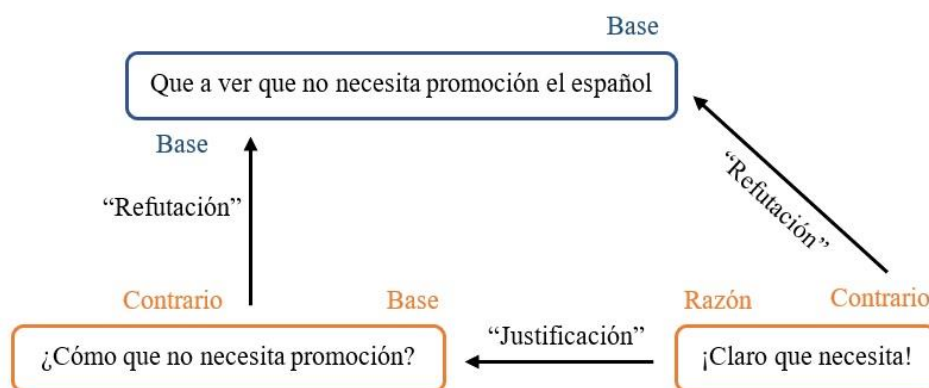 Base
Que a ver que no necesita promoción el español
Base
“Refutación”
“Refutación”
Contrario
Base
Razón
Contrario
¿Cómo que no necesita promoción?
“Justificación”
¡Claro que necesita!